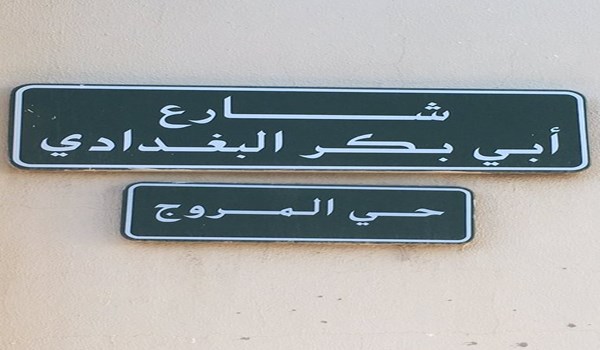 شارع
أبي بكر البغدادي
حي المروج